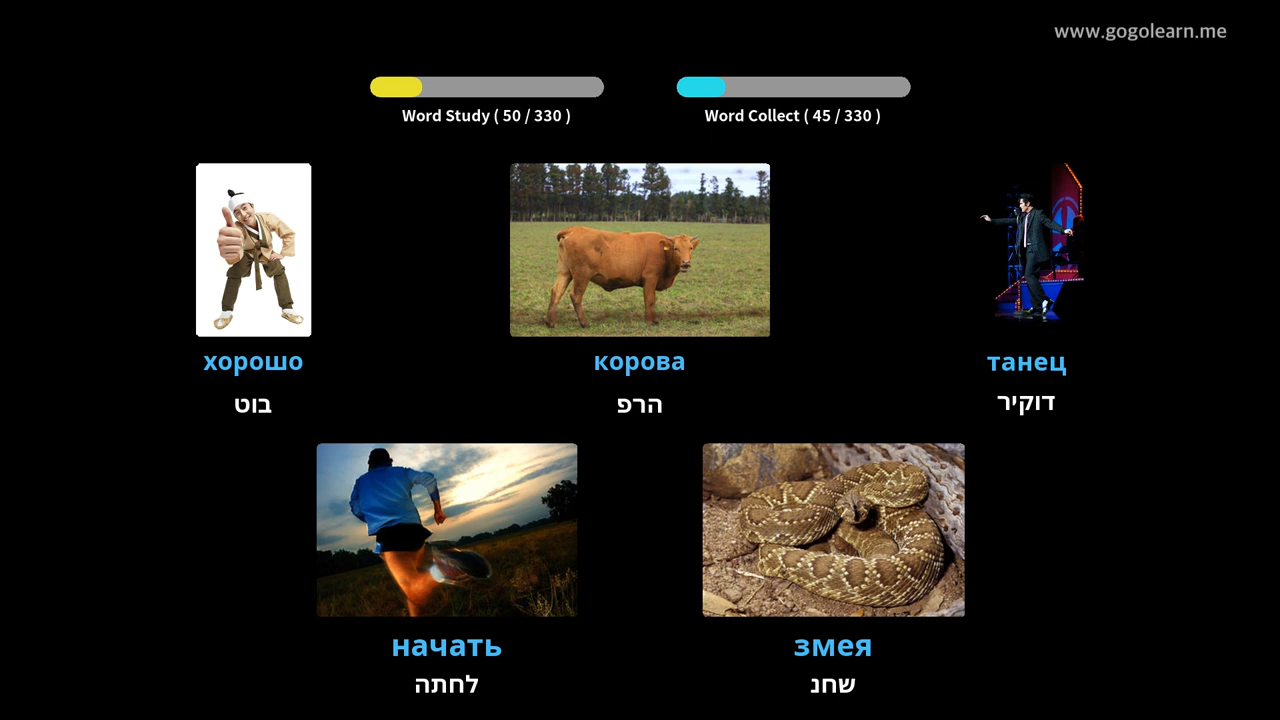 www.gogolearn.me
Word Study ( 50 / 330 )
Word Collect ( 45 / 330 )
хорошо
корова
танец
בוט
הרפ
דוקיר
начать
змея
לחתה
שחנ